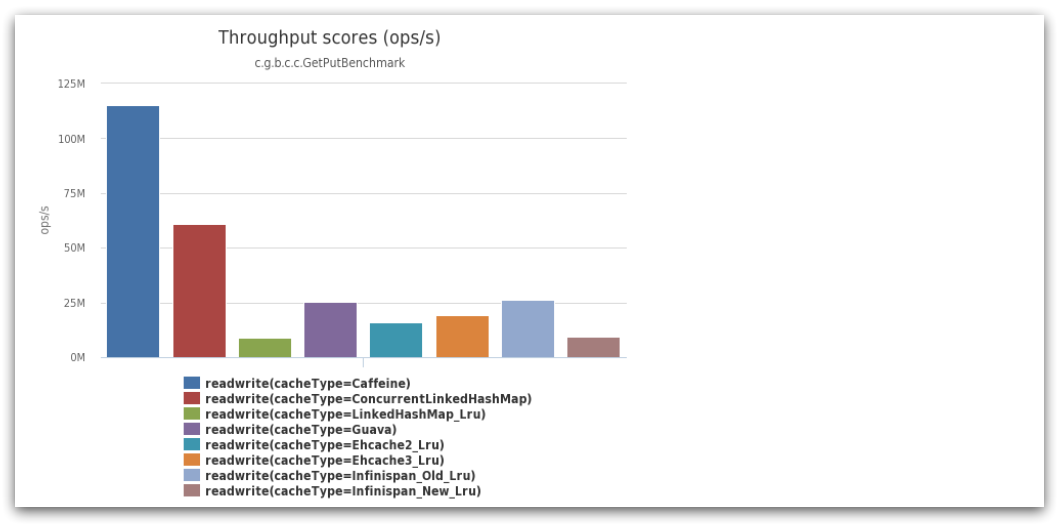 Throughput scores (ops/s)
c.g.b.c.c.GetPutBenchmark
125M
100M
75M
50M
25M
0M
ops/s
readwrite(cacheType=Caffeine)
readwrite(cacheType=ConcurrentLinkedHashMap)
readwrite(cacheType=LinkedHashMap_Lru)
readwrite(cacheType=Guava)
readwrite(cacheType=Ehcache2_Lru)
readwrite(cacheType=Ehcache3_Lru)
readwrite(cacheType=Infinispan_Old_Lru)
readwrite(cacheType=Infinispan_New_Lru)